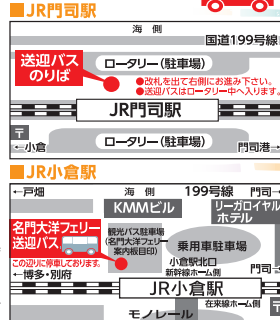 ■JR門司駅
海 側
国道199号線
送迎バス
のりば
ロータリー(駐車場)
●改札を出て右側にお進み下さい。
●送迎バスはロータリー中へ入ります。
JR門司駅
〒
ロータリー(駐車場)
←小倉
門司港→
■JR小倉駅
←戸畑
海 側
199号線
門司→
KMMビル
リーガロイヤル
ホテル
名門大洋フェリー
送迎バス
この辺りに停車しております。
観光バス駐車場
(名門大洋フェリー
案内板目印)
乗用車駐車場
小倉駅北口
新幹線ホーム側
←博多・別府
門司→
JR小倉駅
在来線ホーム側
〒
モノレール